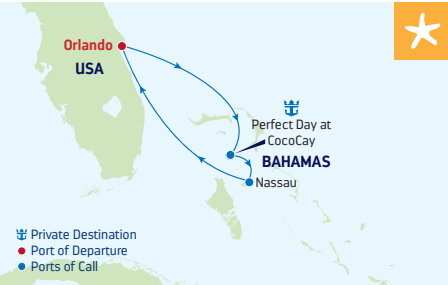 Orlando
USA
Perfect Day at
CocoCay
BAHAMAS
Nassau
Private Destination
Port of Departure
Ports of Call